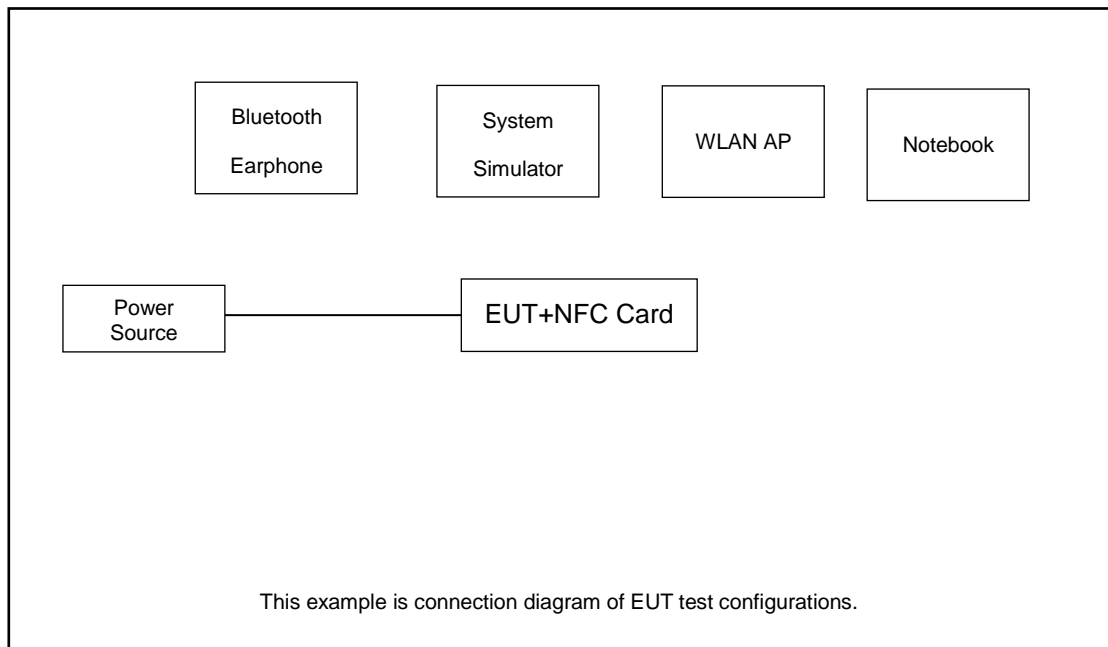 Bluetooth
Earphone
System
Simulator
WLAN AP
Notebook
Power
Source
EUT+NFC Card
This example is connection diagram of EUT test configurations.